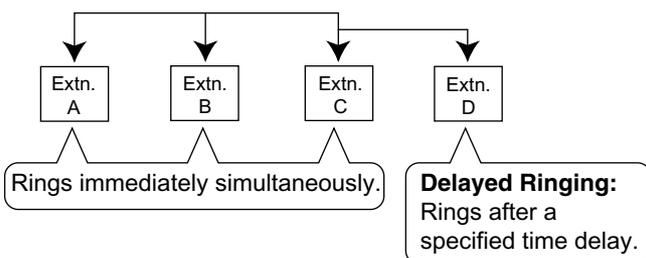 Extn.
A
Extn.
B
Extn.
C
Extn.
D
Rings immediately simultaneously.
Delayed Ringing:
Rings after a
specified time delay.